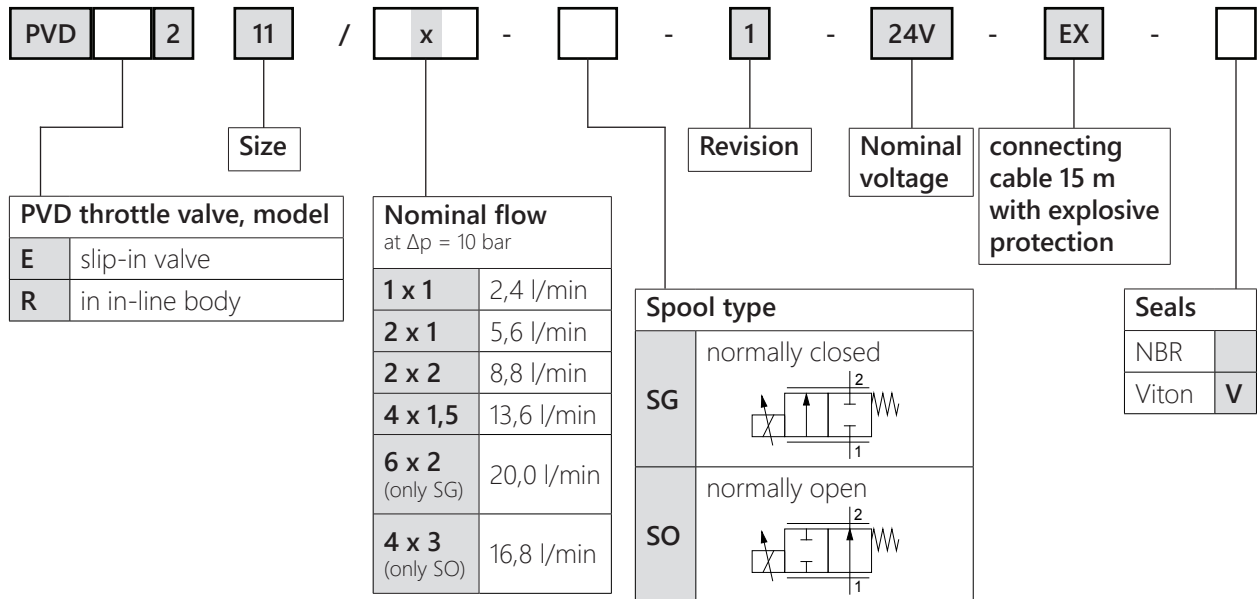 PVD 2 11 / x - - 1 - 24V - EX -
Size
Revision
Nominal
voltage
connecting
cable 15 m
with explosive
protection
PVD throttle valve, model
E slip-in valve
R in in-line body
Nominal flow
at Δp = 10 bar
1 x 1 2,4 l/min
2 x 1 5,6 l/min
2 x 2 8,8 l/min
4 x 1,5 13,6 l/min
6 x 2 20,0 l/min
(only SG)
4 x 3 16,8 l/min
(only SO)
Spool type
SG normally closed
2
1
SO normally open
2
1
Seals
NBR
Viton V